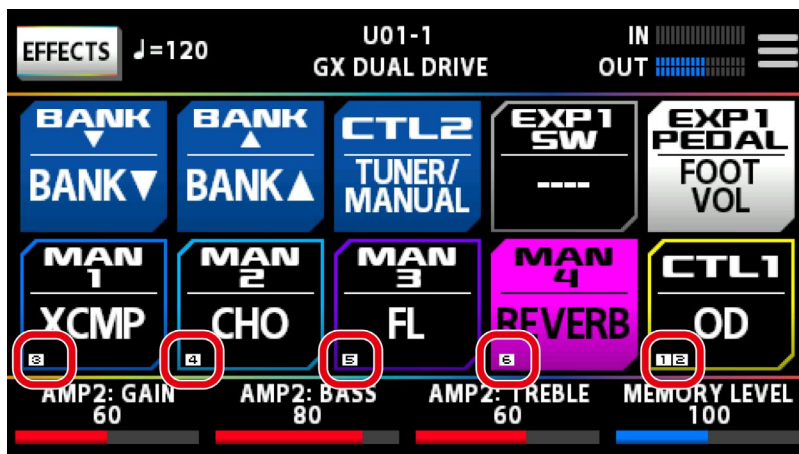 EFFECTS ♩=120 U01-1 IN
GX DUAL DRIVE OUT
BANK ▼ BANK ▲ CTL2 EXP1 SW EXP1 PEDAL
BANK▼ BANK▲ TUNER/ MANUAL ---- FOOT VOL
MAN 1 MAN 2 MAN 3 MAN 4 CTL1
XCMP CHO FL REVERB OD
3 4 5 6 1 2
AMP2: GAIN AMP2: BASS AMP2: TREBLE MEMORY LEVEL
60 80 60 100